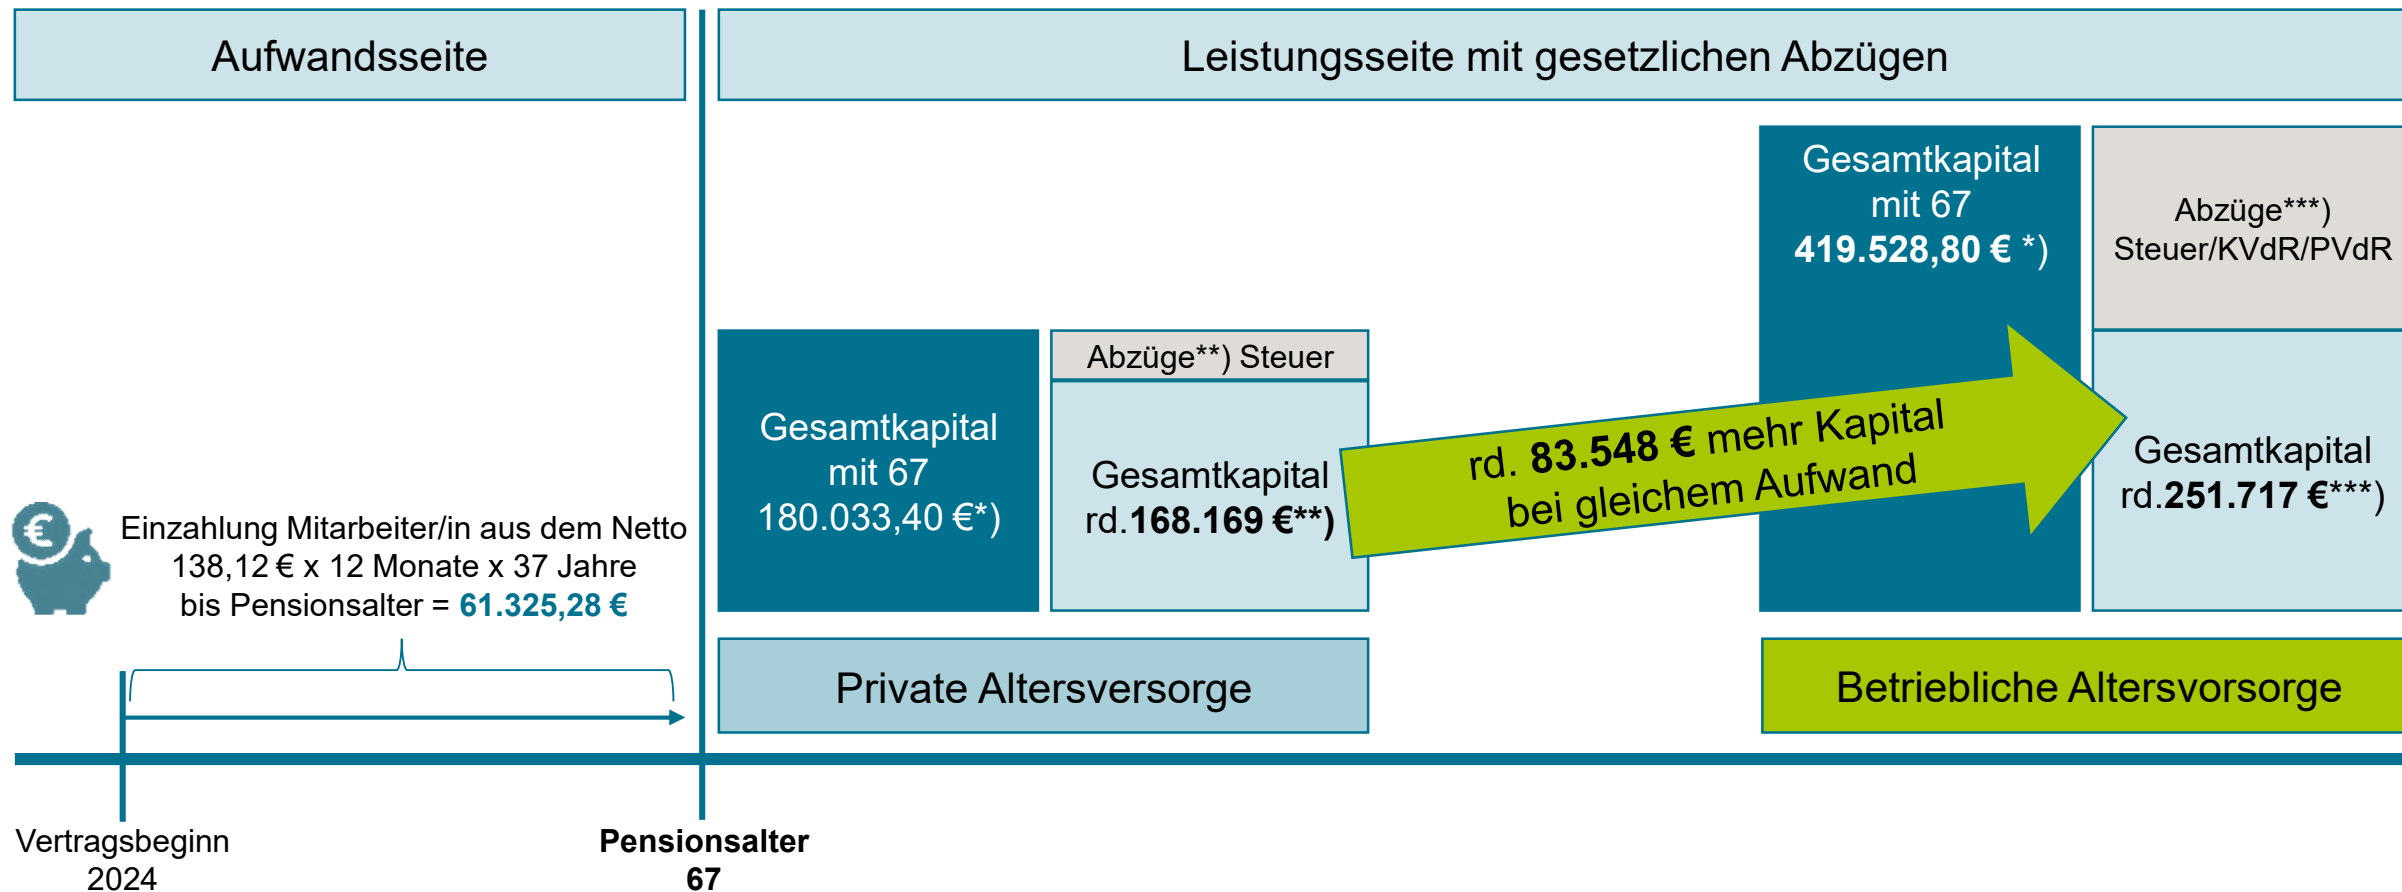 Aufwandsseite
Leistungsseite mit gesetzlichen Abzügen
Einzahlung Mitarbeiter/in aus dem Netto
138,12 € x 12 Monate x 37 Jahre
bis Pensionsalter = 61.325,28 €
Gesamtkapital
mit 67
180.033,40 €*)
Abzüge**) Steuer
Gesamtkapital
rd.168.169 €**)
rd. 83.548 € mehr Kapital
bei gleichem Aufwand
Gesamtkapital
mit 67
419.528,80 € *)
Abzüge***)
Steuer/KVdR/PVdR
Gesamtkapital
rd.251.717 €***)
Private Altersversorge
Betriebliche Altersvorsorge
Vertragsbeginn
2024
Pensionsalter
67